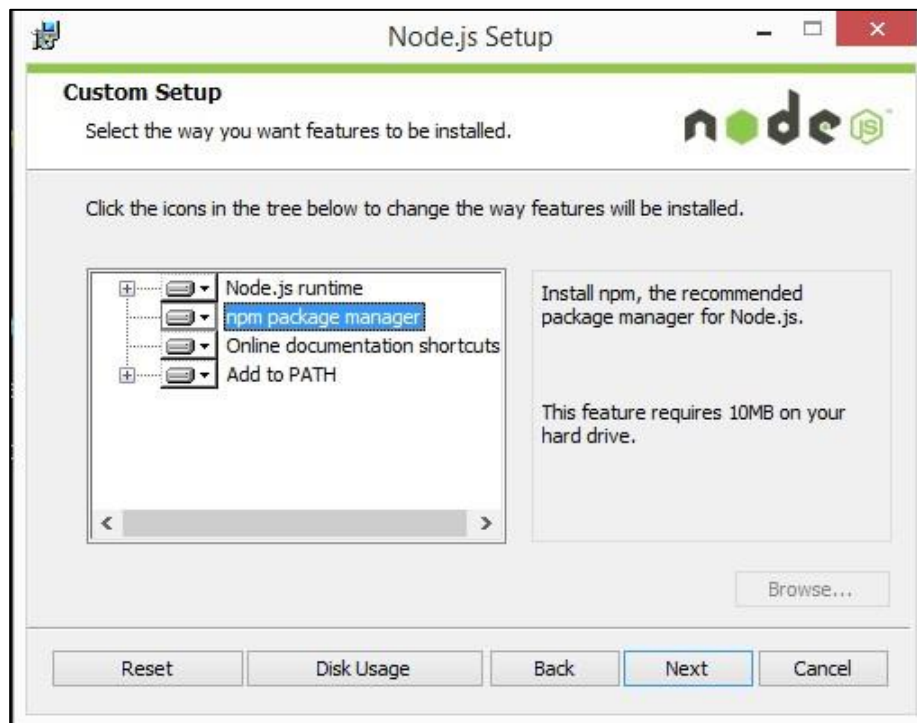 Node.js Setup
Custom Setup
Select the way you want features to be installed.
node JS™
Click the icons in the tree below to change the way features will be installed.
Node.js runtime
npm package manager
Online documentation shortcuts
Add to PATH
Install npm, the recommended
package manager for Node.js.
This feature requires 10MB on your
hard drive.
Browse...
Reset
Disk Usage
Back
Next
Cancel